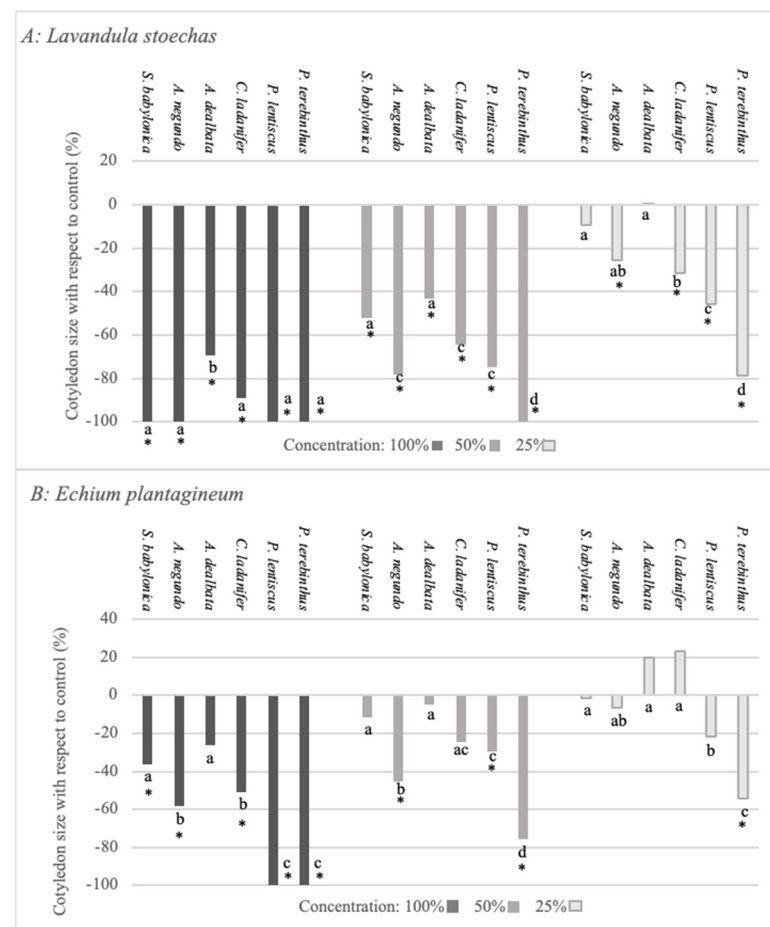 A: Lavandula stoechas
S. babylonica
A. negundo
A. dealbata
C. ladanifer
P. lentiscus
P. terebinthus
S. babylonica
A. negundo
A. dealbata
C. ladanifer
P. lentiscus
P. terebinthus
S. babylonica
A. negundo
A. dealbata
C. ladanifer
P. lentiscus
P. terebinthus
Cotyledon size with respect to control (%)
20
0
-20
-40
-60
-80
-100
a *
a *
b *
a *
a *
a *
a *
c *
a *
c *
c *
d *
a
ab *
a
b *
c *
d *
Concentration: 100% 50% 25%
B: Echium plantagineum
S. babylonica
A. negundo
A. dealbata
C. ladanifer
P. lentiscus
P. terebinthus
S. babylonica
A. negundo
A. dealbata
C. ladanifer
P. lentiscus
P. terebinthus
S. babylonica
A. negundo
A. dealbata
C. ladanifer
P. lentiscus
P. terebinthus
Cotyledon size with respect to control (%)
40
20
0
-20
-40
-60
-80
-100
a *
b *
a
b *
c *
c *
a
b *
a
ac
c *
d *
a
ab
a
a
b
c *
Concentration: 100% 50% 25%